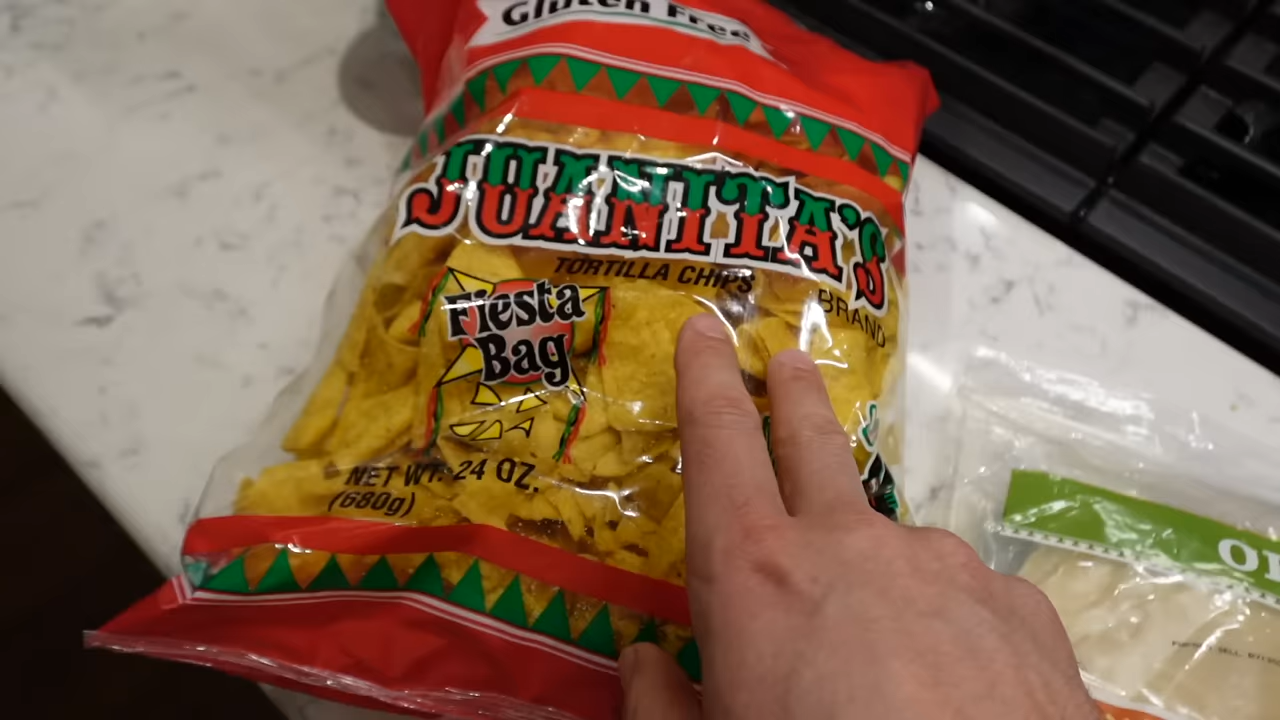 Gluten Free
JUANITA'S
TORTILLA CHIPS
BRAND
Fiesta
Bag
NET WT. 24 OZ.
(680g)